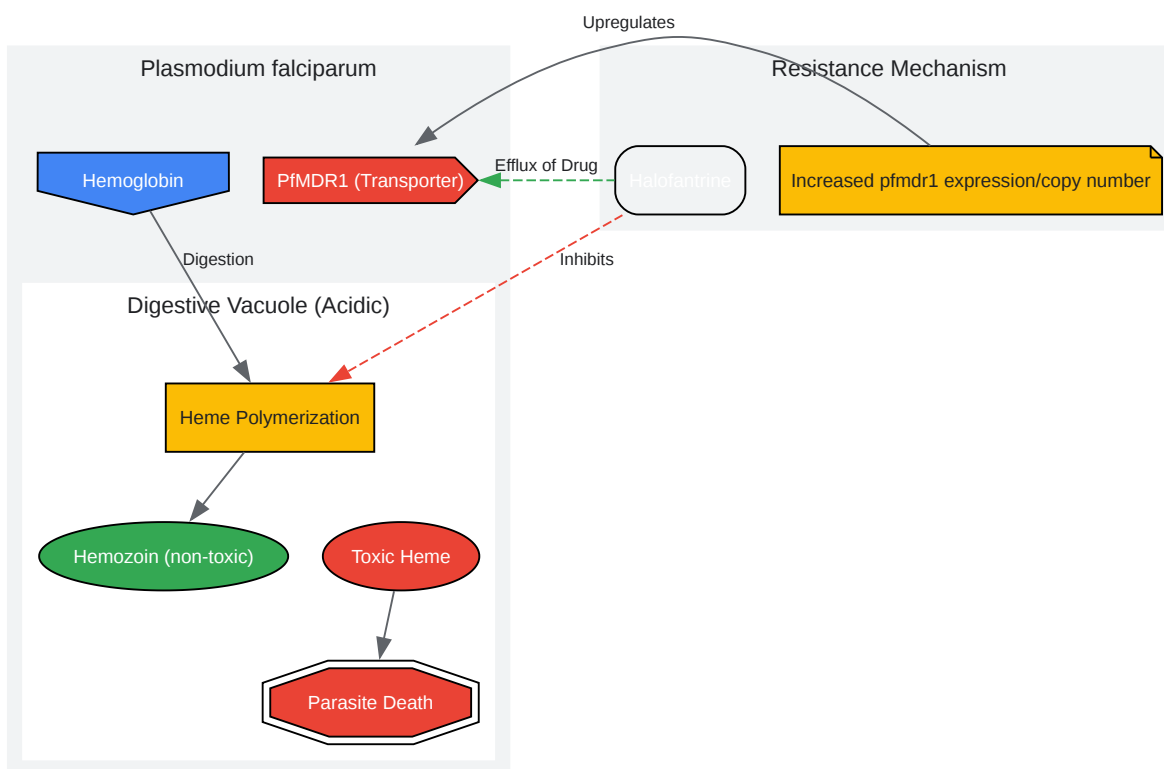 Upregulates
Plasmodium falciparum
Resistance Mechanism
Hemoglobin
PfMDR1 (Transporter)
Efflux of Drug
Halofantrine
Increased pfmdr1 expression/copy number
Digestion
Inhibits
Digestive Vacuole (Acidic)
Heme Polymerization
Hemozoin (non-toxic)
Toxic Heme
Parasite Death